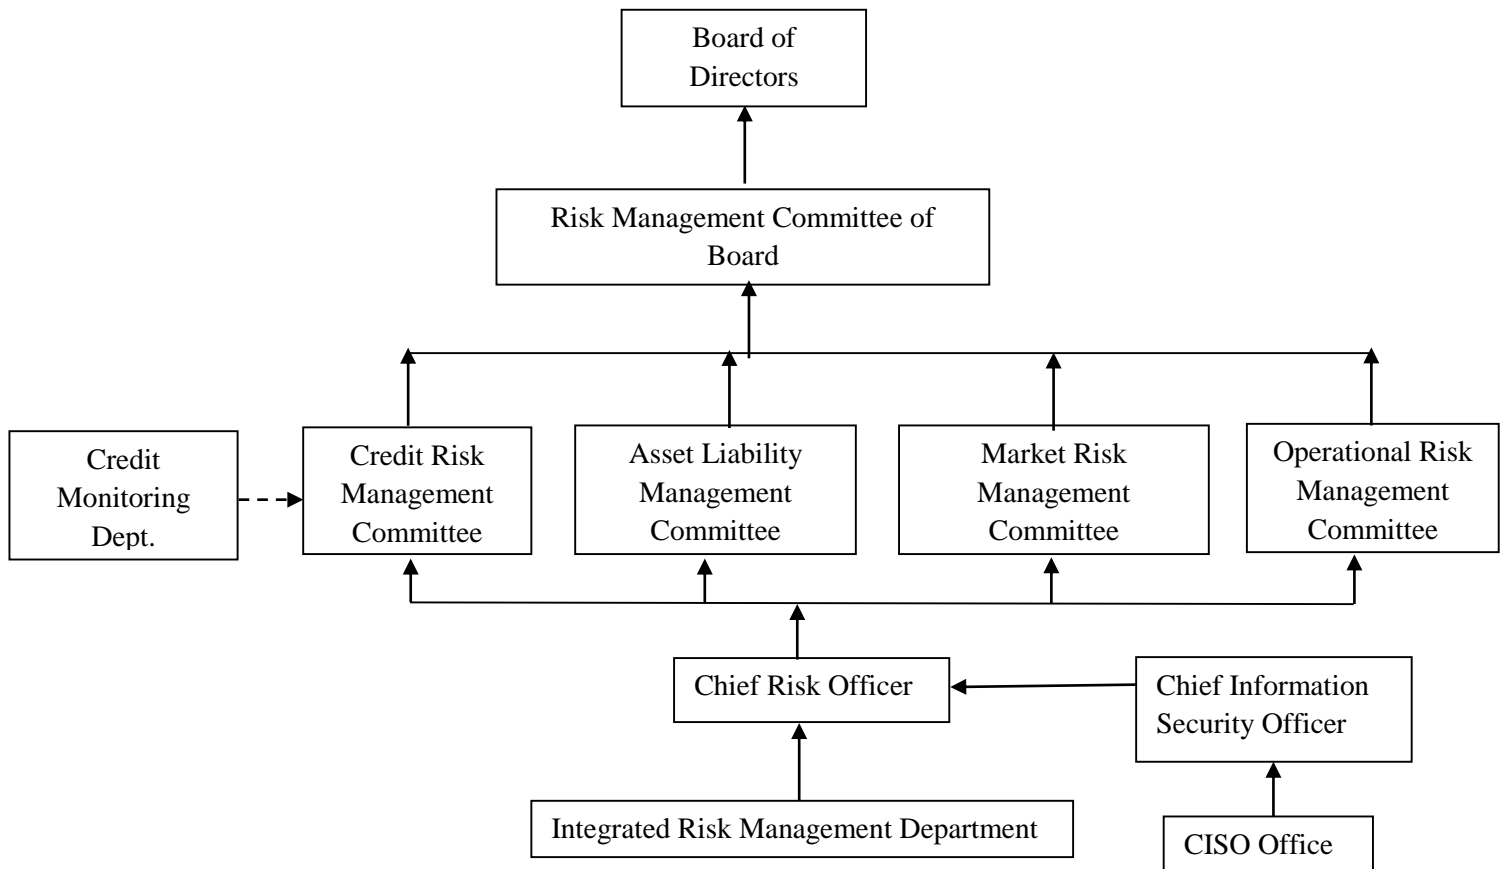 Board of
Directors
Risk Management Committee of
Board
Credit
Monitoring
Dept.
Credit Risk
Management
Committee
Asset Liability
Management
Committee
Market Risk
Management
Committee
Operational Risk
Management
Committee
Chief Risk Officer
Chief Information
Security Officer
Integrated Risk Management Department
CISO Office